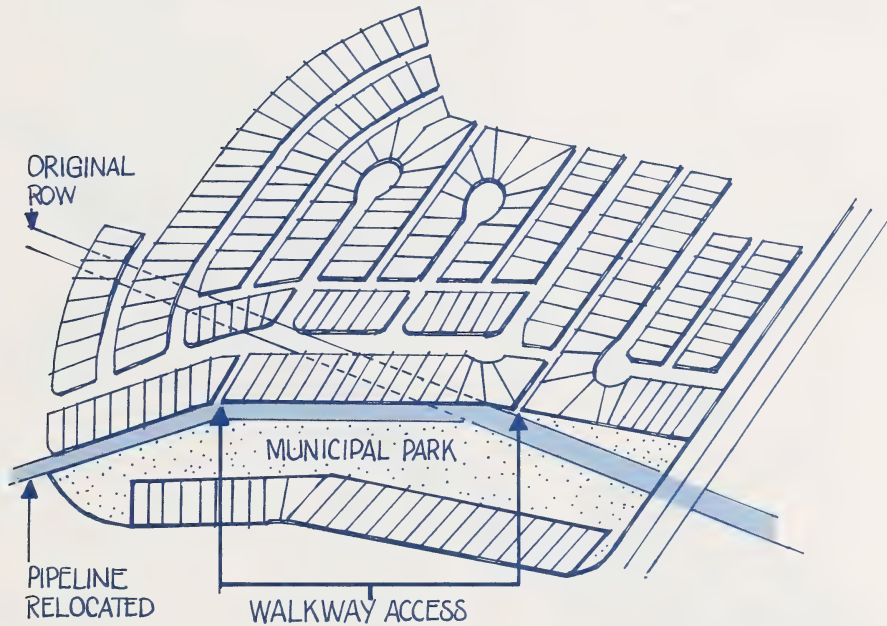 ORIGINAL
ROW
MUNICIPAL PARK
PIPELINE
RELOCATED
WALKWAY ACCESS